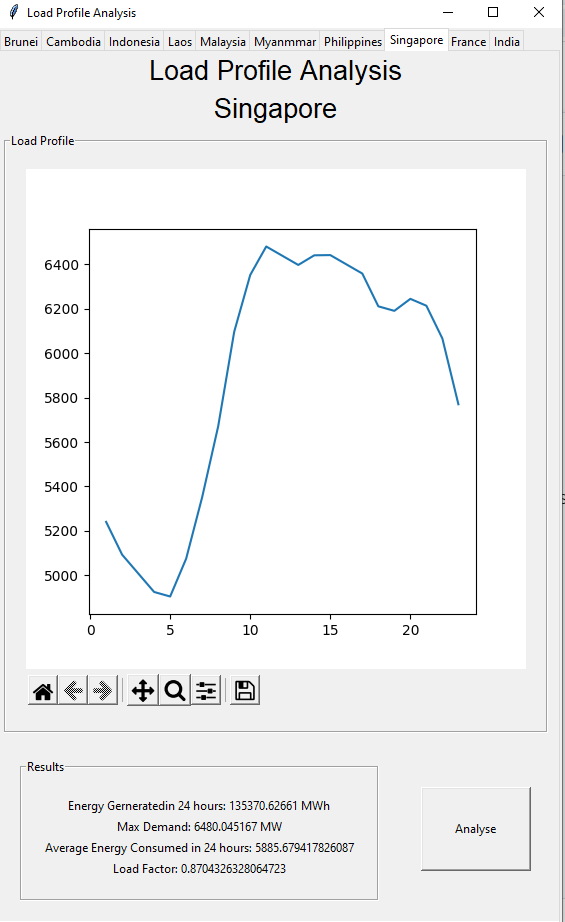 Load Profile Analysis
Brunei Cambodia Indonesia Laos Malaysia Myanmmar Philippines Singapore France India
Load Profile Analysis
Singapore
Load Profile
6400
6200
6000
5800
5600
5400
5200
5000
0 5 10 15 20
Results
Energy Gerneratedin 24 hours: 135370.62661 MWh
Max Demand: 6480.045167 MW
Average Energy Consumed in 24 hours: 5885.679417826087
Load Factor: 0.8704326328064723
Analyse